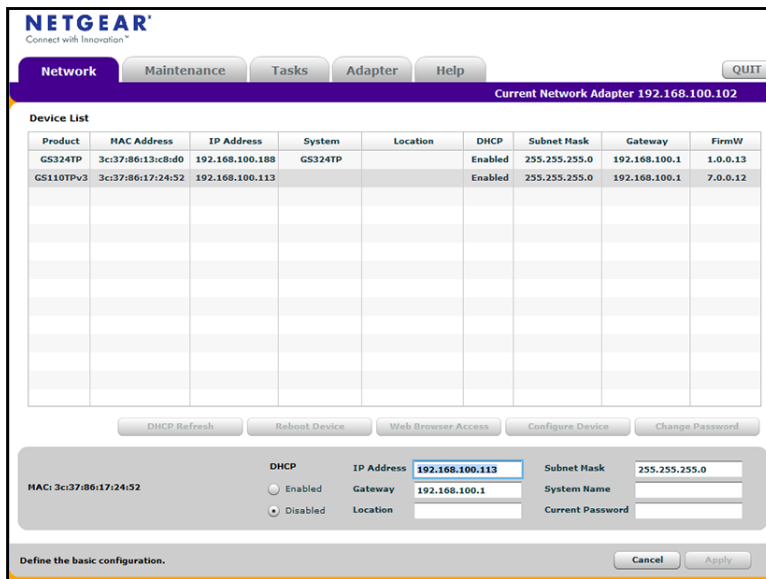 NETGEAR®
Connect with Innovation™
Network Maintenance Tasks Adapter Help QUIT
Current Network Adapter 192.168.100.102
Device List
Product MAC Address IP Address System Location DHCP Subnet Mask Gateway FirmW
GS324TP 3c:37:86:13:c8:d0 192.168.100.188 GS324TP Enabled 255.255.255.0 192.168.100.1 1.0.0.13
GS110TPv3 3c:37:86:17:24:52 192.168.100.113 Enabled 255.255.255.0 192.168.100.1 7.0.0.12
DHCP Refresh Reboot Device Web Browser Access Configure Device Change Password
DHCP IP Address 192.168.100.113 Subnet Mask 255.255.255.0
MAC: 3c:37:86:17:24:52 Enabled Gateway 192.168.100.1 System Name
Disabled Location Current Password
Define the basic configuration. Cancel Apply